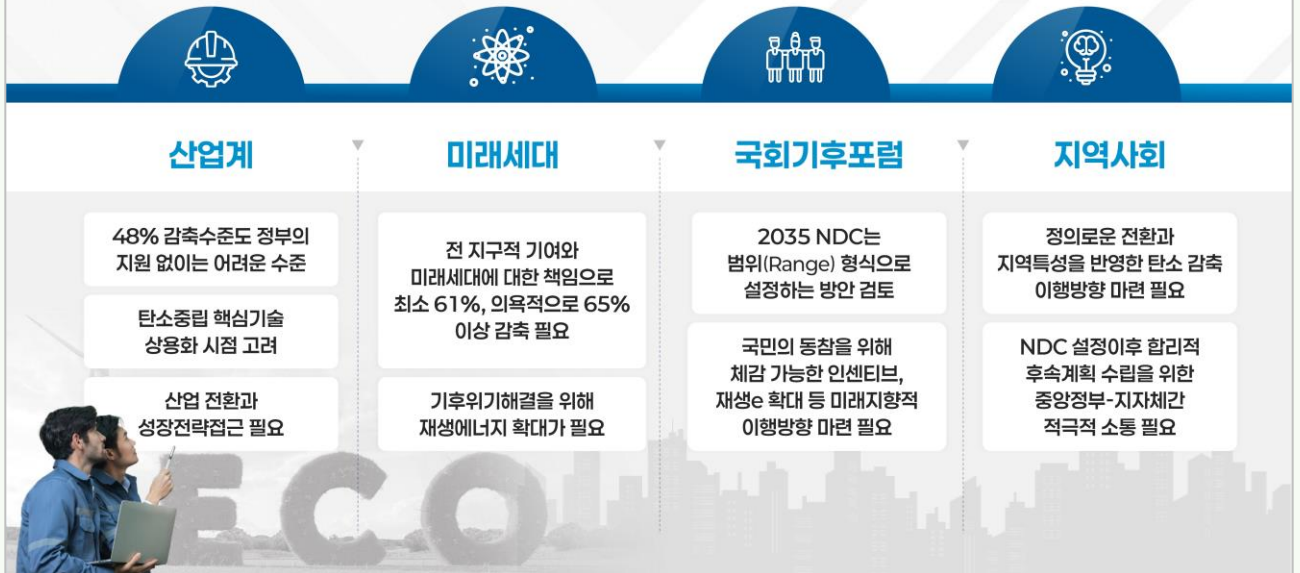 산업계
48% 감축수준도 정부의
지원 없이는 어려운 수준
탄소중립 핵심기술
상용화 시점 고려
산업 전환과
성장전략접근 필요
미래세대
전 지구적 기여와
미래세대에 대한 책임으로
최소 61%, 의욕적으로 65%
이상 감축 필요
기후위기해결을 위해
재생에너지 확대가 필요
국회기후포럼
2035 NDC는
범위(Range) 형식으로
설정하는 방안 검토
국민의 동참을 위해
체감 가능한 인센티브,
재생e 확대 등 미래지향적
이행방향 마련 필요
지역사회
정의로운 전환과
지역특성을 반영한 탄소 감축
이행방향 마련 필요
NDC 설정이후 합리적
후속계획 수립을 위한
중앙정부-지자체간
적극적 소통 필요
ECO